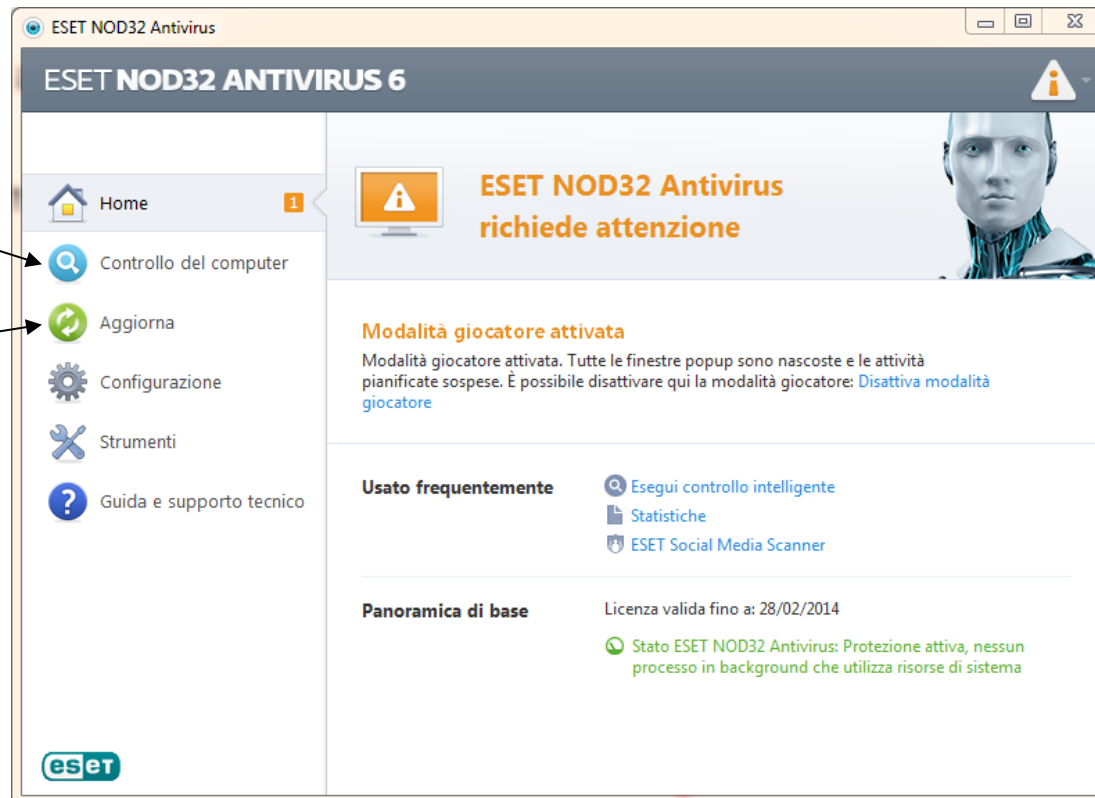 ESET NOD32 Antivirus
ESET NOD32 ANTIVIRUS 6
Home
1
Controllo del computer
Aggiorna
Configurazione
Strumenti
Guida e supporto tecnico
eset
ESET NOD32 Antivirus
richiede attenzione
Modalità giocatore attivata
Modalità giocatore attivata. Tutte le finestre popup sono nascoste e le attività
pianificate sospese. È possibile disattivare qui la modalità giocatore: Disattiva modalità
giocatore
Usato frequentemente
Esegui controllo intelligente
Statistiche
ESET Social Media Scanner
Panoramica di base
Licenza valida fino a: 28/02/2014
Stato ESET NOD32 Antivirus: Protezione attiva, nessun
processo in background che utilizza risorse di sistema